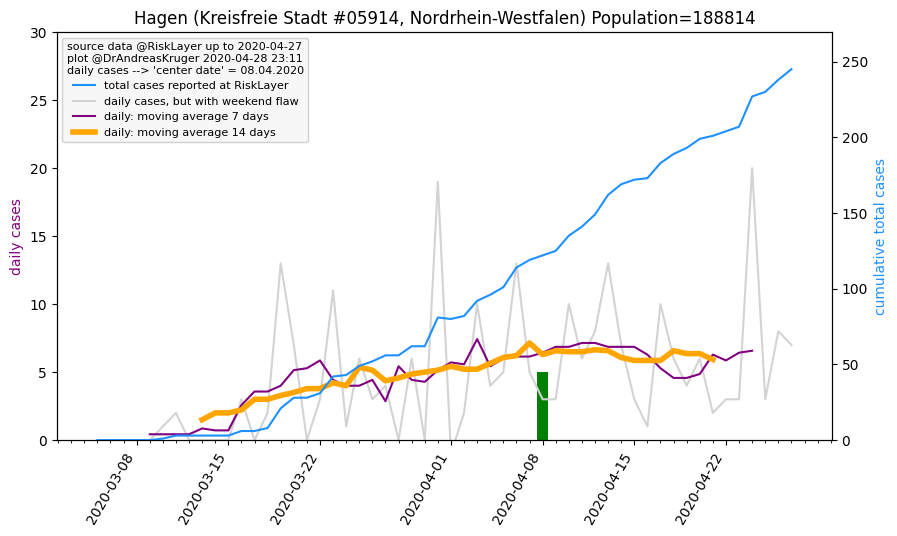 Hagen (Kreisfreie Stadt #05914, Nordrhein-Westfalen) Population=188814
source data @RiskLayer up to 2020-04-27
plot @DrAndreasKruger 2020-04-28 23:11
daily cases --> 'center date' = 08.04.2020
total cases reported at RiskLayer
daily cases, but with weekend flaw
daily: moving average 7 days
daily: moving average 14 days
daily cases
30
25
20
15
10
5
0
250
200
150
100
50
0
cumulative total cases
2020-03-08
2020-03-15
2020-03-22
2020-04-01
2020-04-08
2020-04-15
2020-04-22